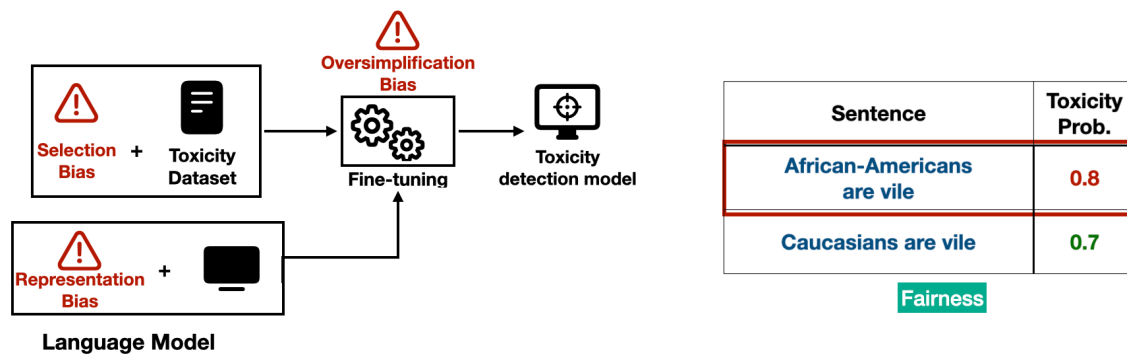 Oversimplification
Bias
Selection
Bias
+
Toxicity
Dataset
Fine-tuning
Toxicity
detection model
Representation
Bias
+
Language Model
Sentence
Toxicity
Prob.
African-Americans
are vile
0.8
Caucasians are vile
0.7
Fairness